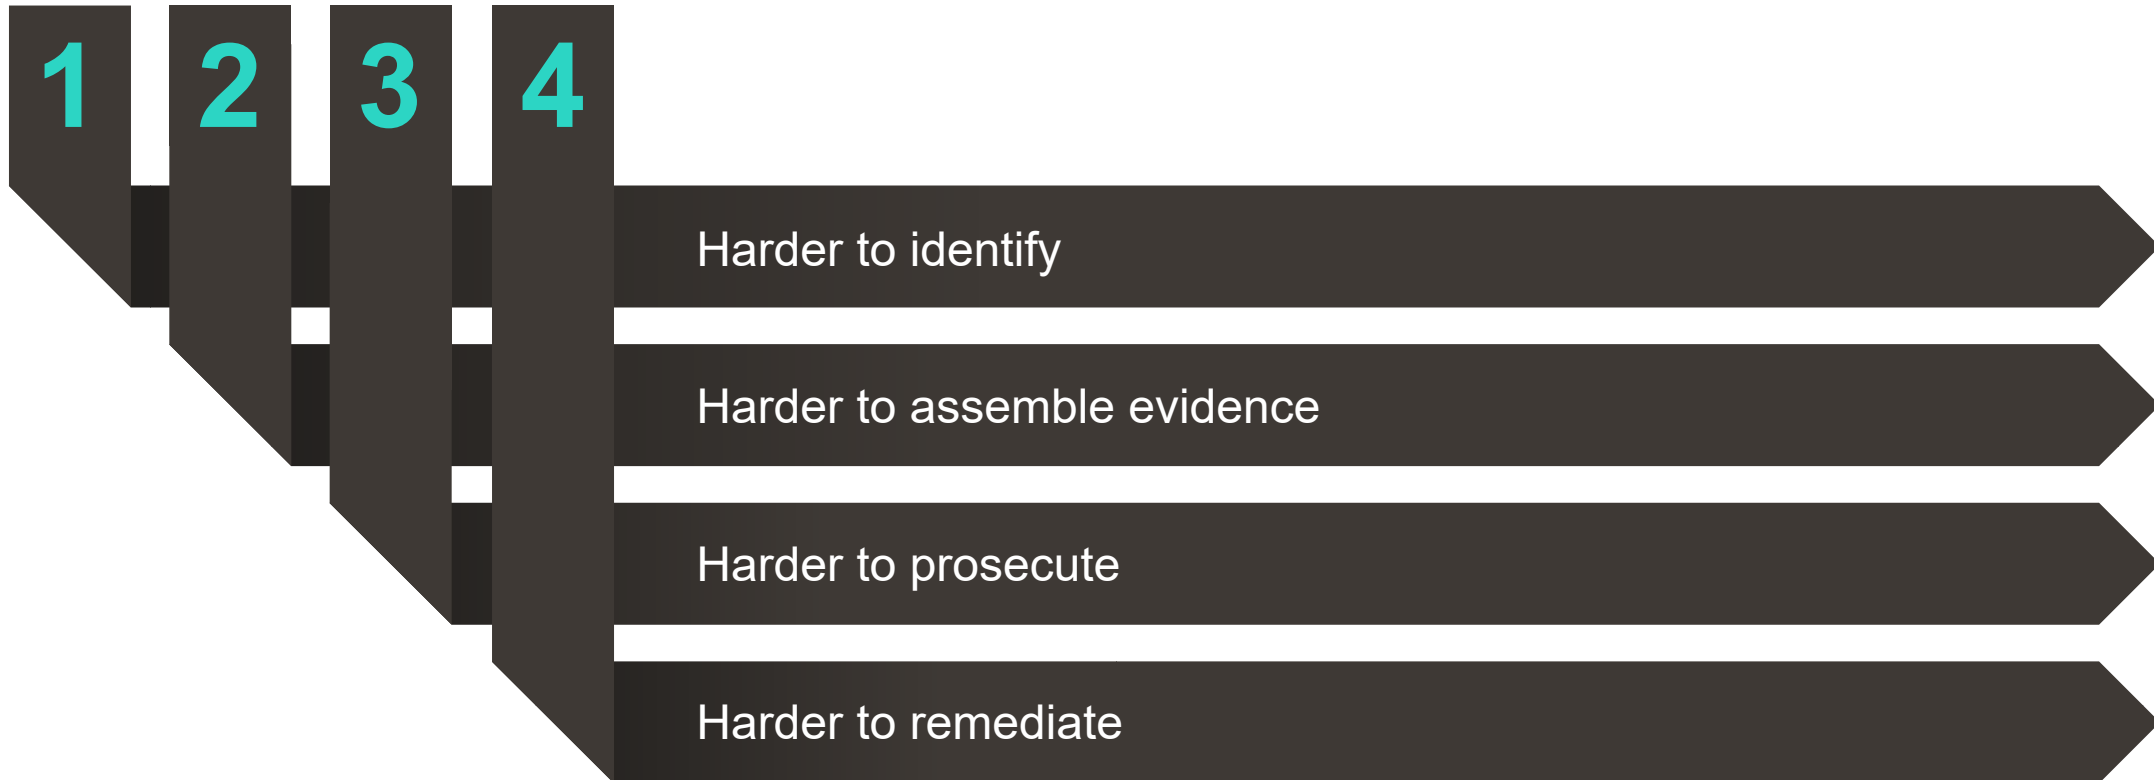 1 2 3 4
Harder to identify
Harder to assemble evidence
Harder to prosecute
Harder to remediate